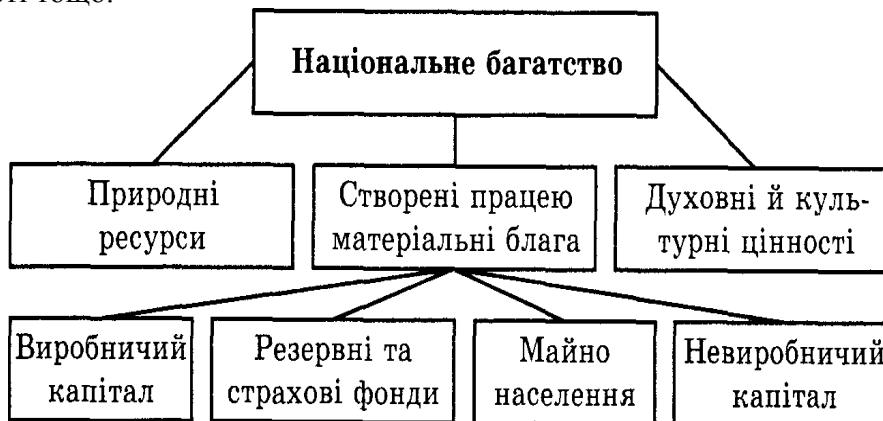 Національне багатство
Природні
ресурси
Створені працею
матеріальні блага
Духовні й куль-
турні цінності
Виробничий
капітал
Резервні та
страхові фонди
Майно
населення
Невиробничий
капітал